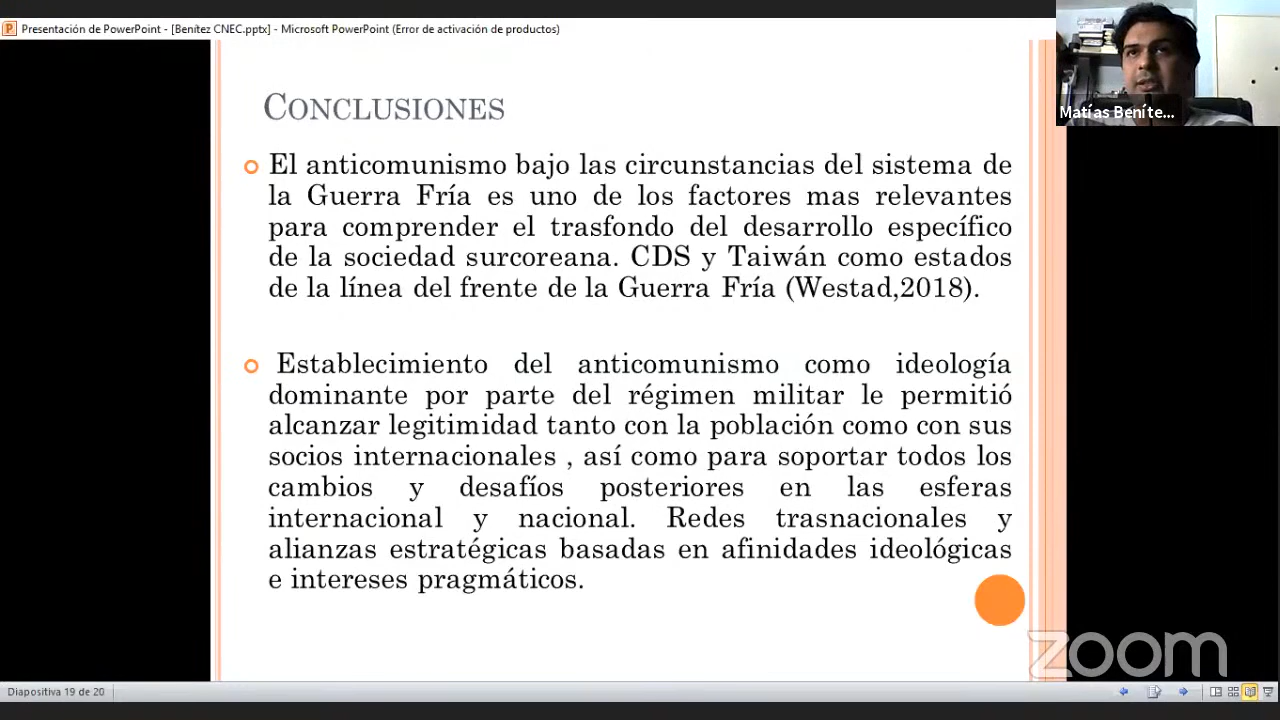 Presentación de PowerPoint - [Benítez CNEC.pptx] - Microsoft PowerPoint (Error de activación de productos)
Matías Beníte...
CONCLUSIONES
El anticomunismo bajo las circunstancias del sistema de
la Guerra Fría es uno de los factores mas relevantes
para comprender el trasfondo del desarrollo específico
de la sociedad surcoreana. CDS y Taiwán como estados
de la línea del frente de la Guerra Fría (Westad,2018).
Establecimiento del anticomunismo como ideología
dominante por parte del régimen militar le permitió
alcanzar legitimidad tanto con la población como con sus
socios internacionales , así como para soportar todos los
cambios y desafíos posteriores en las esferas
internacional y nacional. Redes trasnacionales y
alianzas estratégicas basadas en afinidades ideológicas
e intereses pragmáticos.
zoom
Diapositiva 19 de 20